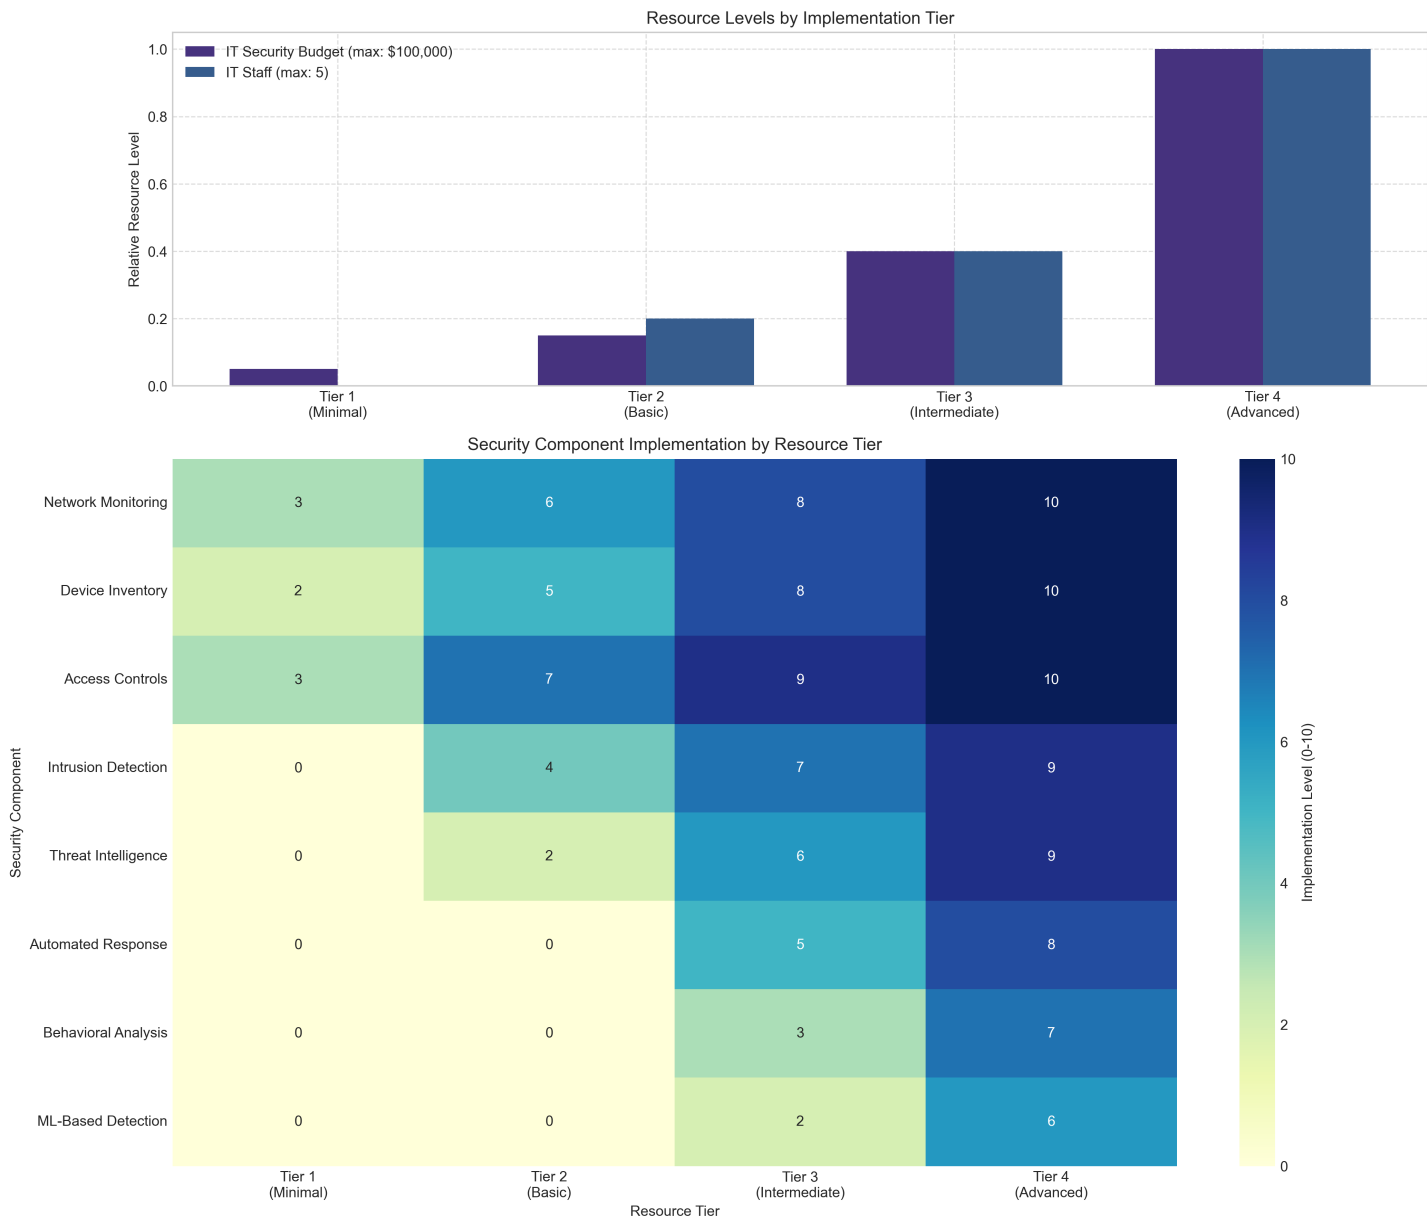 Resource Levels by Implementation Tier
IT Security Budget (max: $100,000)
IT Staff (max: 5)
Relative Resource Level
1.0
0.8
0.6
0.4
0.2
0.0
Tier 1
(Minimal)
Tier 2
(Basic)
Tier 3
(Intermediate)
Tier 4
(Advanced)
Security Component Implementation by Resource Tier
Security Component
Network Monitoring 3 6 8 10
Device Inventory 2 5 8 10
Access Controls 3 7 9 10
Intrusion Detection 0 4 7 9
Threat Intelligence 0 2 6 9
Automated Response 0 0 5 8
Behavioral Analysis 0 0 3 7
ML-Based Detection 0 0 2 6
Tier 1
(Minimal)
Tier 2
(Basic)
Tier 3
(Intermediate)
Tier 4
(Advanced)
Resource Tier
10
8
6
4
2
0
Implementation Level (0-10)